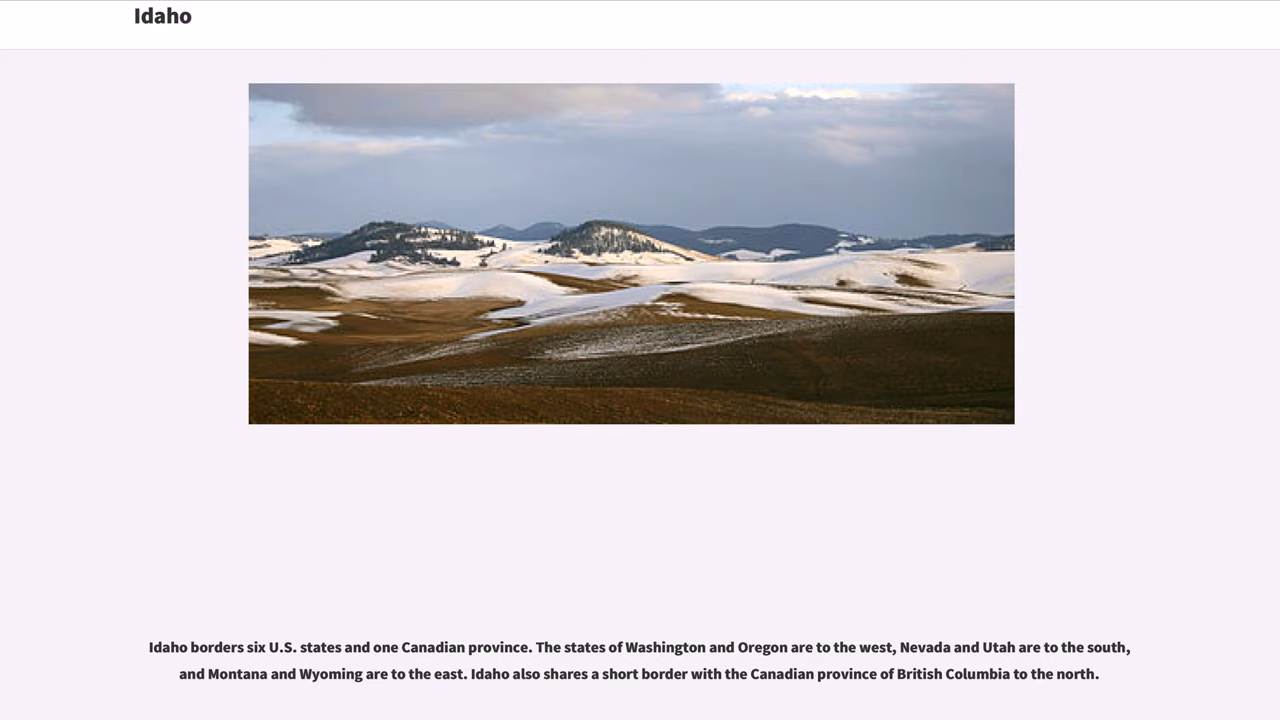 Idaho
Idaho borders six U.S. states and one Canadian province. The states of Washington and Oregon are to the west, Nevada and Utah are to the south,
and Montana and Wyoming are to the east. Idaho also shares a short border with the Canadian province of British Columbia to the north.